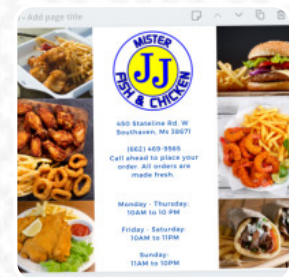 - Add page title
MISTER
JJ
FISH & CHICKEN
450 Stateline Rd. W
Southaven, Ms 38671
(662) 469-9565
Call ahead to place your
order. All orders are
made fresh.
Monday - Thursday:
10AM to 10 PM
Friday - Saturday:
10AM to 11PM
Sunday:
11AM to 10PM